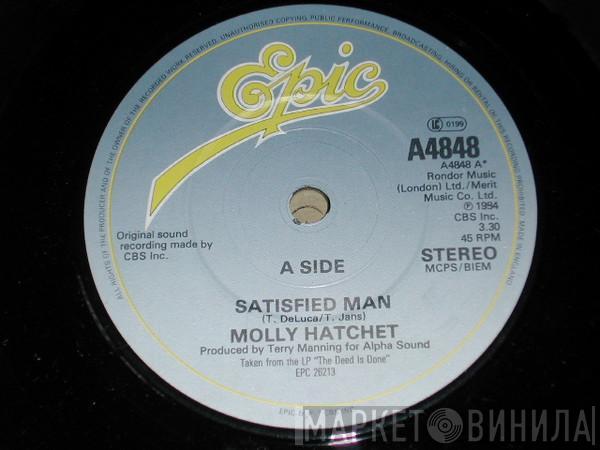 ALL RIGHTS OF THE PRODUCER AND OF THE OWNER OF THE RECORDED WORK RESERVED. UNAUTHORISED COPYING, PUBLIC PERFORMANCE, BROADCASTING, HIRING OR RENTAL OF THIS RECORD PROHIBITED. MADE IN ENGLAND
Epic
LC 0199
A4848
A4848 A*
Rondor Music
(London) Ltd./Merit
Music Co. Ltd.
℗ 1984
CBS Inc.
3.30
45 RPM
STEREO
MCPS/BIEM
Original sound
recording made by
CBS Inc.
A SIDE
SATISFIED MAN
(T. DeLuca/T. Jans)
MOLLY HATCHET
Produced by Terry Manning for Alpha Sound
Taken from the LP "The Deed Is Done"
EPC 26213
EPIC
МАРКЕТ ВИНИЛА